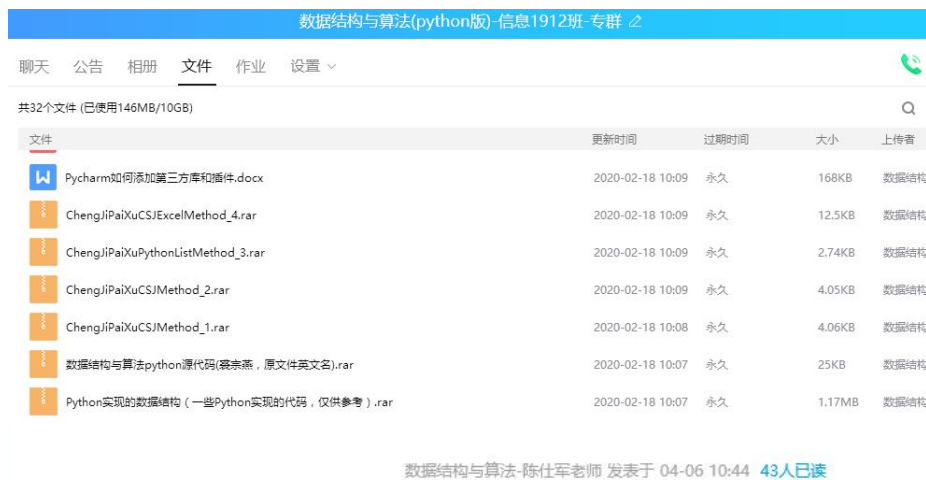 数据结构与算法(python版)-信息1912班-专群
聊天 公告 相册 文件 作业 设置
共32个文件 (已使用146MB/10GB)
文件 更新时间 过期时间 大小 上传者
Pycharm如何添加第三方库和插件.docx 2020-02-18 10:09 永久 168KB 数据结构
ChengJiPaiXuCSJExcelMethod_4.rar 2020-02-18 10:09 永久 12.5KB 数据结构
ChengJiPaiXuPythonListMethod_3.rar 2020-02-18 10:09 永久 2.74KB 数据结构
ChengJiPaiXuCSJMethod_2.rar 2020-02-18 10:09 永久 4.05KB 数据结构
ChengJiPaiXuCSJMethod_1.rar 2020-02-18 10:08 永久 4.06KB 数据结构
数据结构与算法python源代码(裘宗燕，原文件英文名).rar 2020-02-18 10:07 永久 25KB 数据结构
Python实现的数据结构（一些Python实现的代码，仅供参考）.rar 2020-02-18 10:07 永久 1.17MB 数据结构
数据结构与算法-陈仕军老师 发表于 04-06 10:44 43人已读